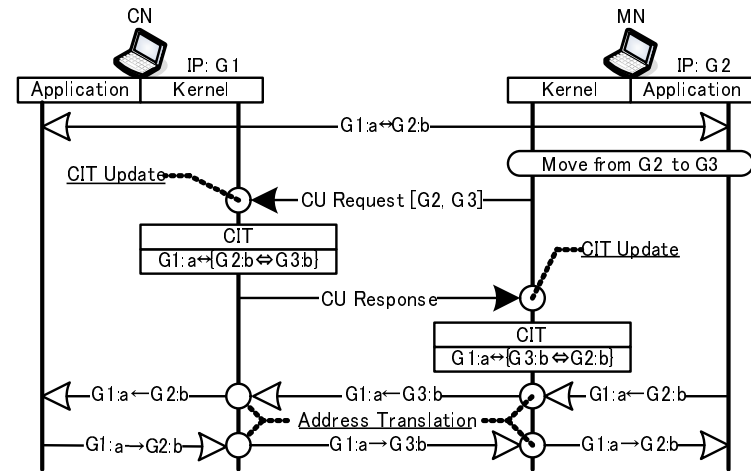 CN MN
IP: G1 IP: G2
Application Kernel Kernel Application
G1:a↔G2:b
Move from G2 to G3
CIT Update
CU Request [G2, G3]
CIT
G1:a↔{G2:b⇔G3:b}
CIT Update
CU Response
CIT
G1:a↔{G3:b⇔G2:b}
G1:a←G2:b G1:a←G3:b G1:a←G2:b
Address Translation
G1:a→G2:b G1:a→G3:b G1:a→G2:b